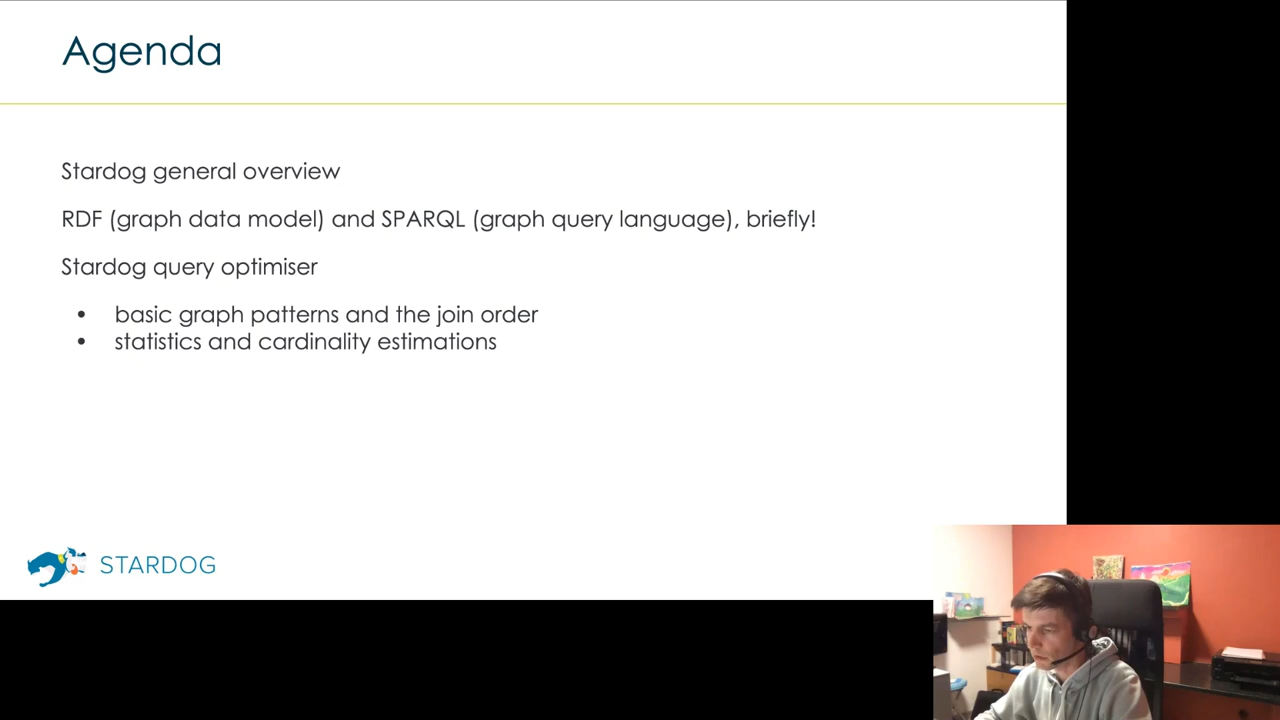 Agenda
Stardog general overview
RDF (graph data model) and SPARQL (graph query language), briefly!
Stardog query optimiser
• basic graph patterns and the join order
• statistics and cardinality estimations
STARDOG